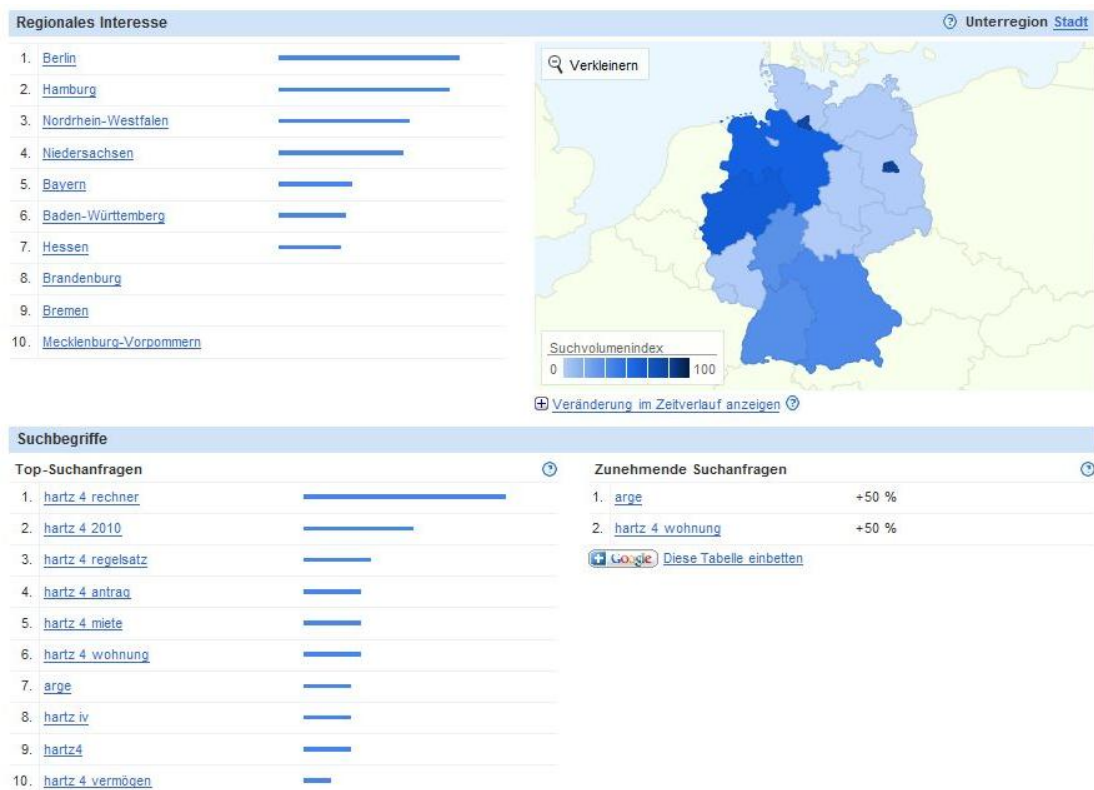 Regionales Interesse
Unterregion Stadt
1. Berlin
2. Hamburg
3. Nordrhein-Westfalen
4. Niedersachsen
5. Bayern
6. Baden-Württemberg
7. Hessen
8. Brandenburg
9. Bremen
10. Mecklenburg-Vorpommern
Verkleinern
Suchvolumenindex
0 100
Veränderung im Zeitverlauf anzeigen
Suchbegriffe
Top-Suchanfragen
1. hartz 4 rechner
2. hartz 4 2010
3. hartz 4 regelsatz
4. hartz 4 antrag
5. hartz 4 miete
6. hartz 4 wohnung
7. arge
8. hartz iv
9. hartz4
10. hartz 4 vermögen
Zunehmende Suchanfragen
1. arge +50 %
2. hartz 4 wohnung +50 %
Google Diese Tabelle einbetten